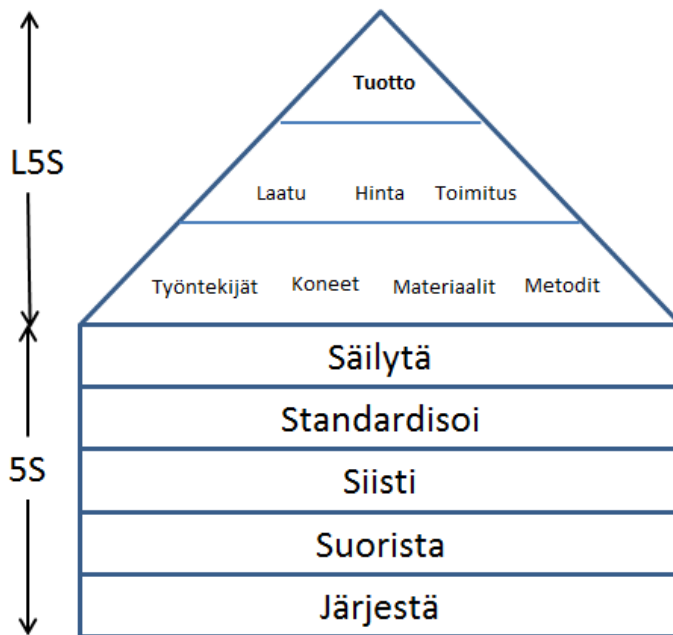 Tuotto
L5S
Laatu Hinta Toimitus
Työntekijät Koneet Materiaalit Metodit
Säilytä
Standardisoi
5S
Siisti
Suorista
Järjestä